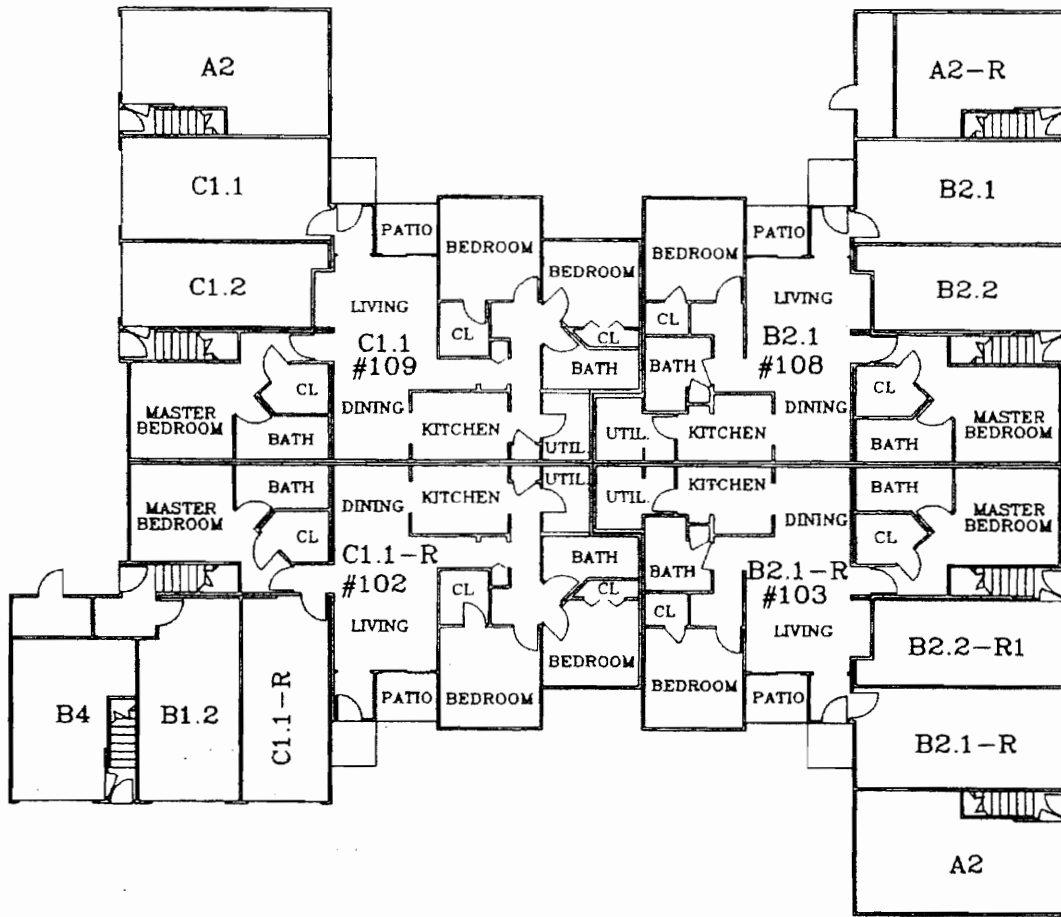 A2
A2-R
C1.1
B2.1
PATIO
BEDROOM
BEDROOM
BEDROOM
PATIO
C1.2
B2.2
LIVING
LIVING
CL
CL
C1.1
#109
B2.1
#108
CL
BATH
BATH
CL
CL
MASTER
BEDROOM
DINING
KITCHEN
UTIL.
UTIL.
KITCHEN
DINING
MASTER
BEDROOM
BATH
BATH
MASTER
BEDROOM
BATH
DINING
KITCHEN
UTIL.
UTIL.
KITCHEN
DINING
BATH
MASTER
BEDROOM
CL
CL
C1.1-R
#102
BATH
BATH
B2.1-R
#103
CL
CL
CL
LIVING
LIVING
B2.2-R1
BEDROOM
BEDROOM
BEDROOM
PATIO
PATIO
B4
B1.2
C1.1-R
B2.1-R
A2